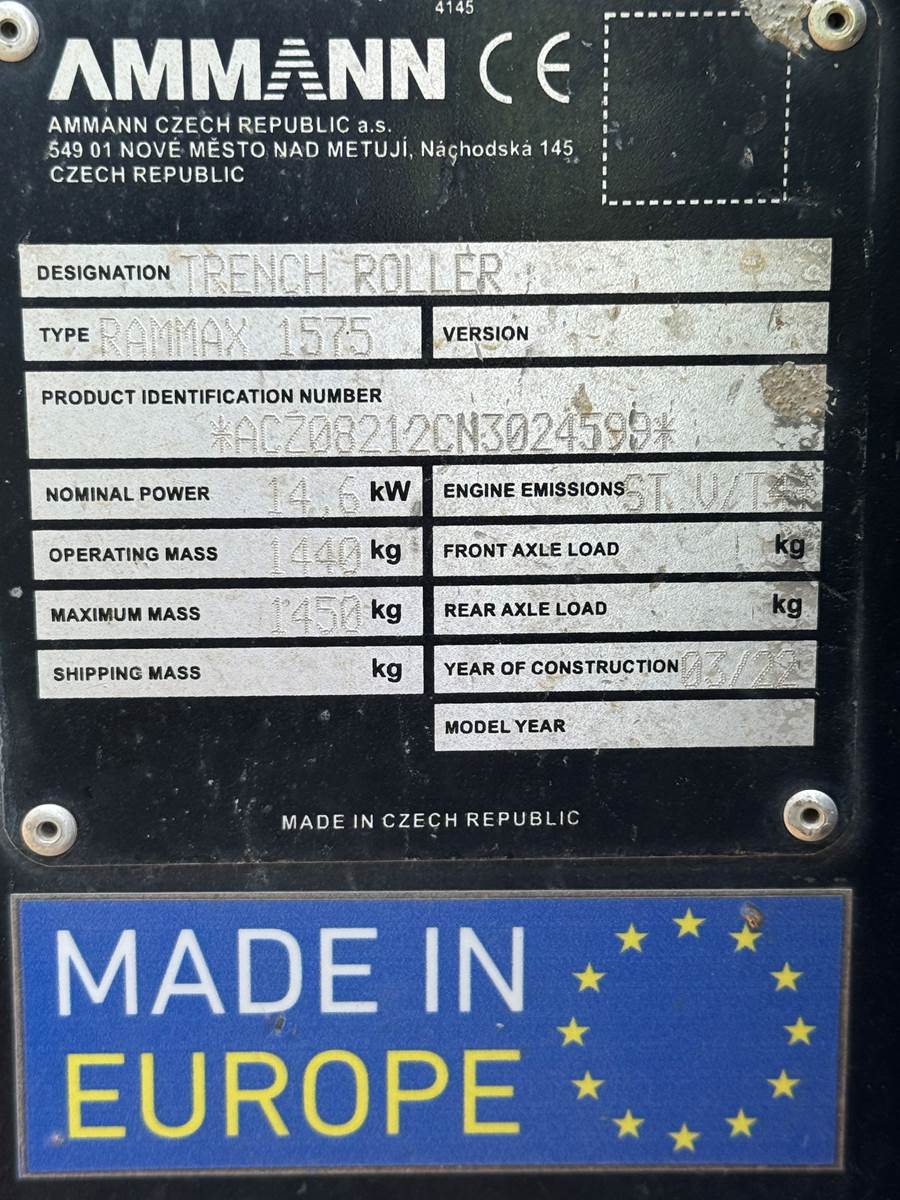 4145
AMMANN CE
AMMANN CZECH REPUBLIC a.s.
549 01 NOVÉ MĚSTO NAD METUJÍ, Náchodská 145
CZECH REPUBLIC
DESIGNATION TRENCH ROLLER
TYPE RAMMAX 1575 VERSION
PRODUCT IDENTIFICATION NUMBER
*ACZ08212CN3024599*
NOMINAL POWER 14,6 kW ENGINE EMISSIONS ST V/
OPERATING MASS 1440 kg FRONT AXLE LOAD kg
MAXIMUM MASS 1450 kg REAR AXLE LOAD kg
SHIPPING MASS kg YEAR OF CONSTRUCTION 03/22
MODEL YEAR
MADE IN CZECH REPUBLIC
MADE IN
EUROPE